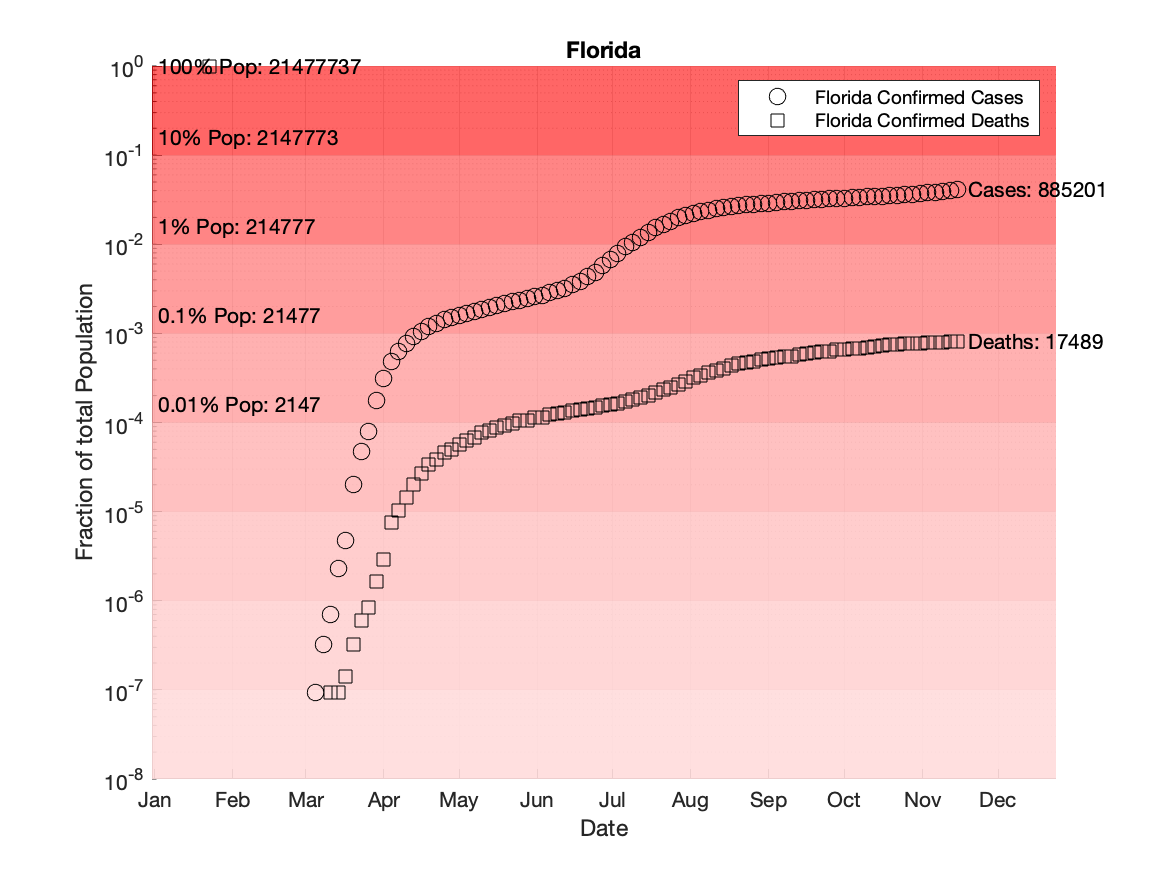 Florida
10^0
100% Pop: 21477737
Florida Confirmed Cases
Florida Confirmed Deaths
10% Pop: 2147773
10^-1
Cases: 885201
1% Pop: 214777
10^-2
0.1% Pop: 21477
10^-3
Deaths: 17489
0.01% Pop: 2147
10^-4
10^-5
10^-6
10^-7
10^-8
Fraction of total Population
Jan Feb Mar Apr May Jun Jul Aug Sep Oct Nov Dec
Date